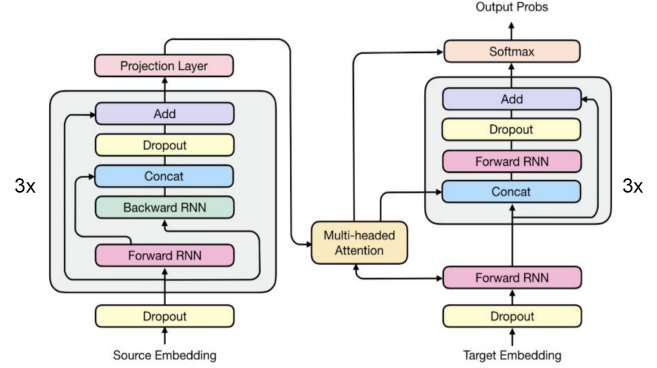 Output Probs
Softmax
Projection Layer
Add
Dropout
Concat
Backward RNN
Forward RNN
Dropout
Source Embedding
3x
Multi-headed
Attention
Add
Dropout
Forward RNN
Concat
3x
Forward RNN
Dropout
Target Embedding